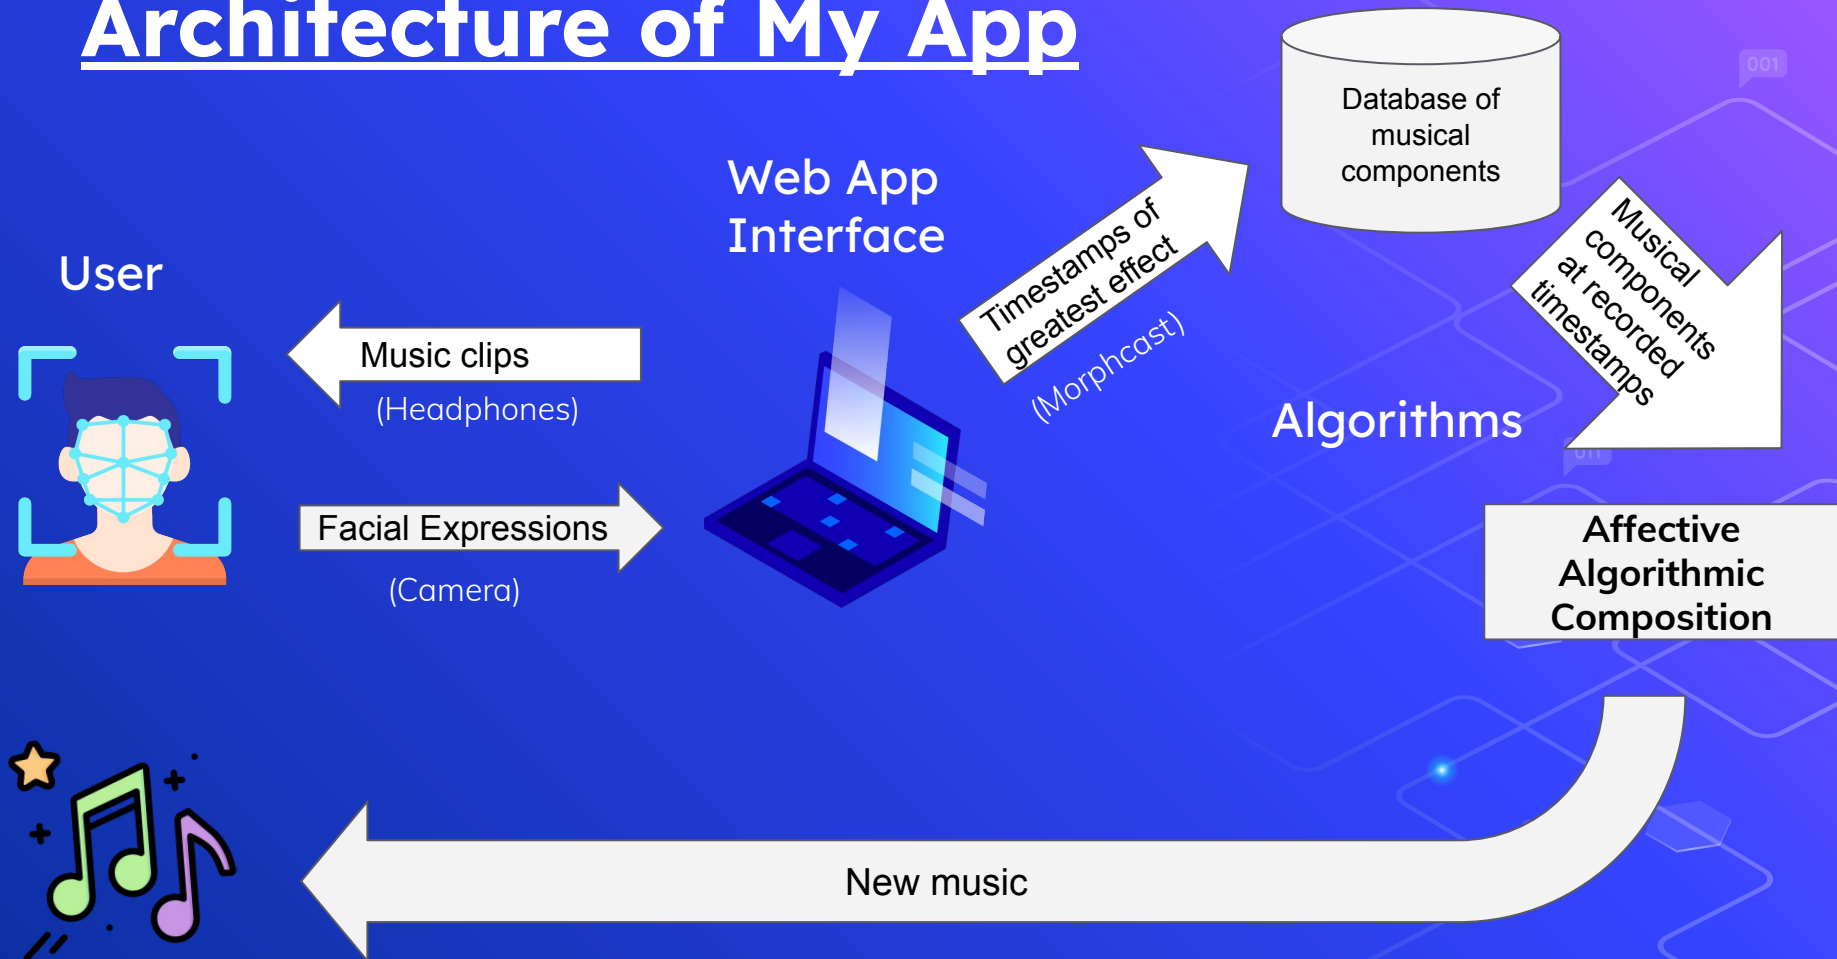 Architecture of My App
001
Database of
musical
components
Web App
Interface
User
Timestamps of
greatest effect
(Morphcast)
Musical
components
at recorded
timestamps
Music clips
(Headphones)
Algorithms
011
Facial Expressions
(Camera)
Affective
Algorithmic
Composition
New music